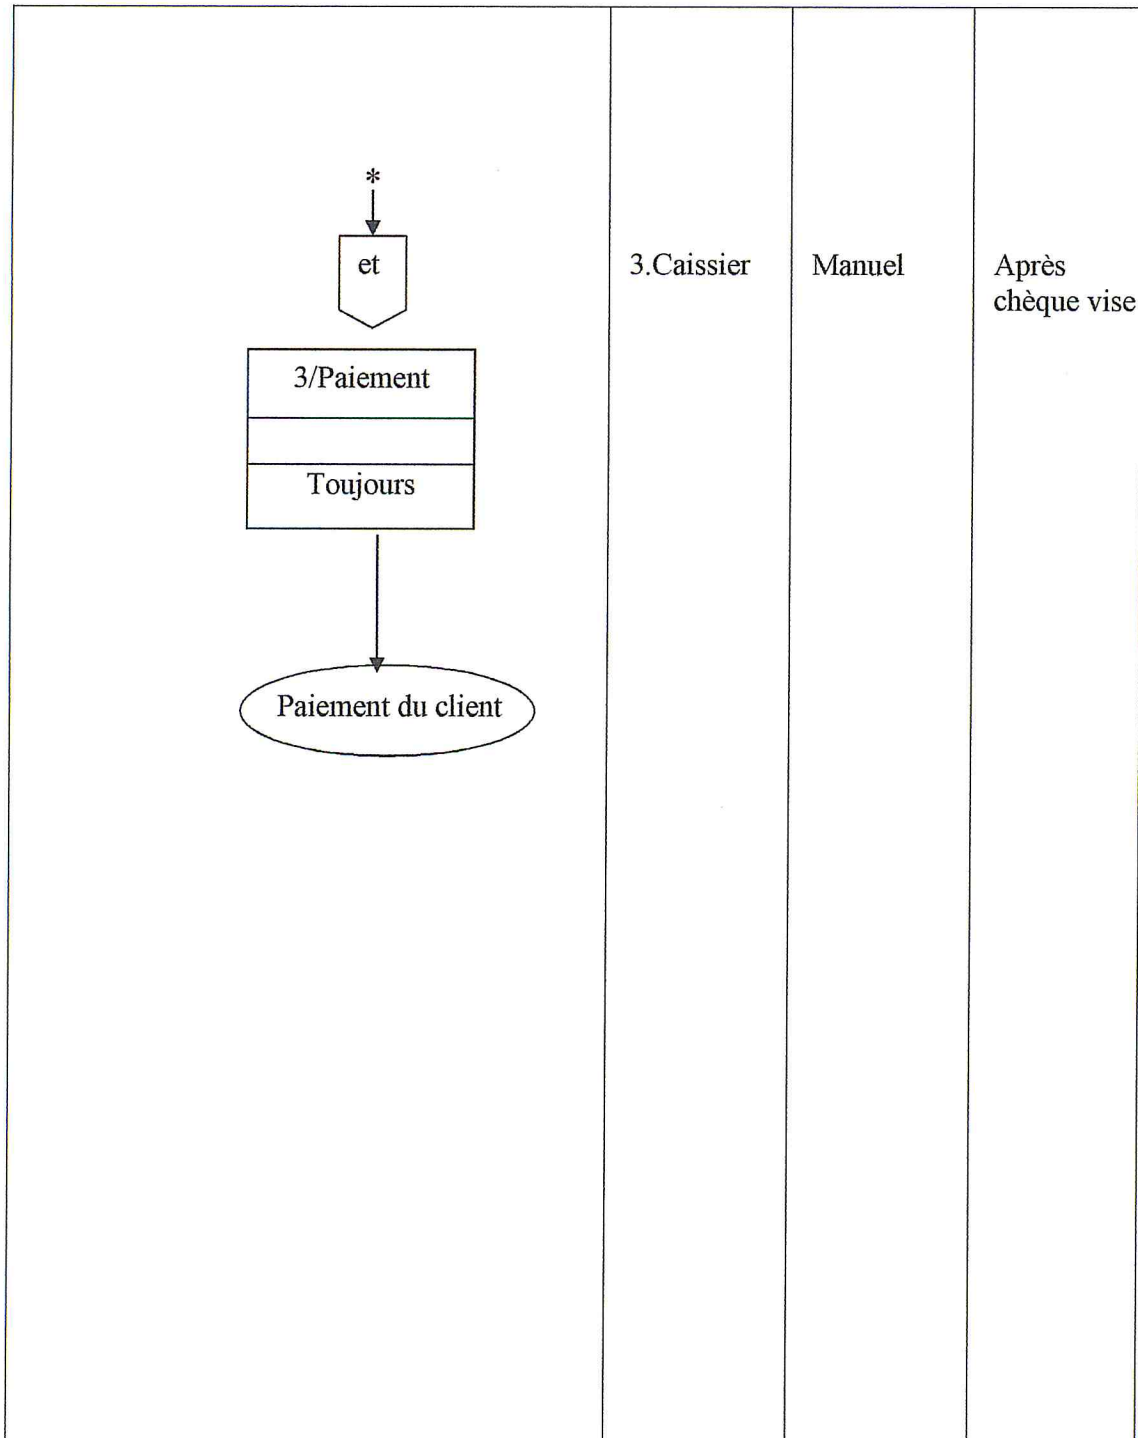 *
et
3.Caissier
Manuel
Après
chèque vise
3/Paiement
Toujours
Paiement du client